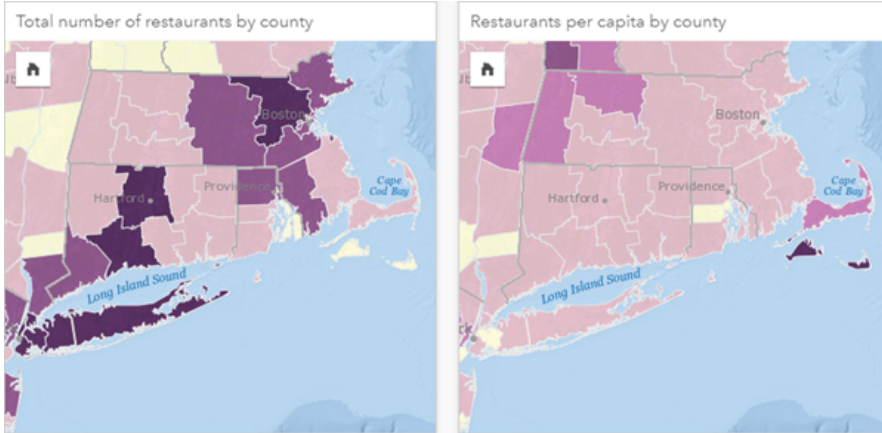 Total number of restaurants by county
Boston
Hartford
Providence
Cape
Cod Bay
Long Island Sound
Restaurants per capita by county
Boston
Hartford
Providence
Cape
Cod Bay
Long Island Sound